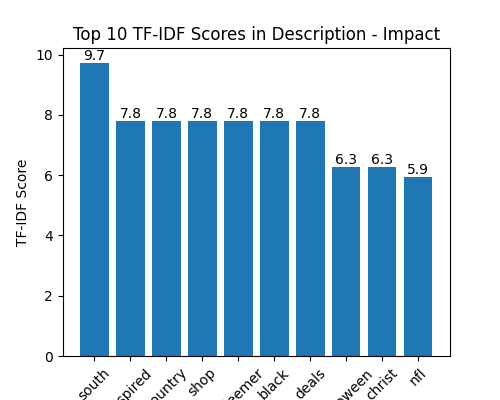 Top 10 TF-IDF Scores in Description - Impact
TF-IDF Score
10
8
6
4
2
0
9.7
7.8
7.8
7.8
7.8
7.8
7.8
6.3
6.3
5.9
south
shop
black
deals
christ
nfl